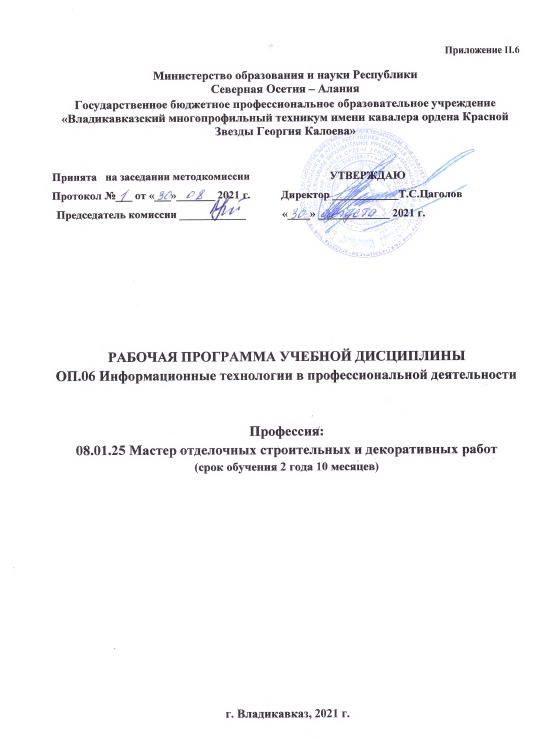 Приложение II.6
Министерство образования и науки Республики
Северная Осетия – Алания
Государственное бюджетное профессиональное образовательное учреждение
«Владикавказский многопрофильный техникум имени кавалера ордена Красной
Звезды Георгия Калоева»
Принята на заседании методкомиссии
Протокол № 1 от «30» 08 2021 г.
Председатель комиссии
УТВЕРЖДАЮ
Директор Т.С.Цаголов
«30» августа 2021 г.
РАБОЧАЯ ПРОГРАММА УЧЕБНОЙ ДИСЦИПЛИНЫ
ОП.06 Информационные технологии в профессиональной деятельности
Профессия:
08.01.25 Мастер отделочных строительных и декоративных работ
(срок обучения 2 года 10 месяцев)
г. Владикавказ, 2021 г.